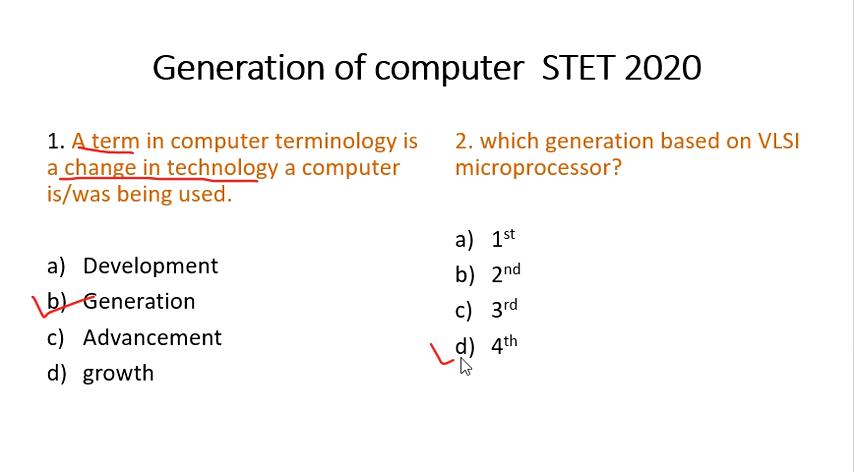 Generation of computer STET 2020
1. A term in computer terminology is
a change in technology a computer
is/was being used.
a) Development
b) Generation
c) Advancement
d) growth
2. which generation based on VLSI
microprocessor?
a) 1st
b) 2nd
c) 3rd
d) 4th